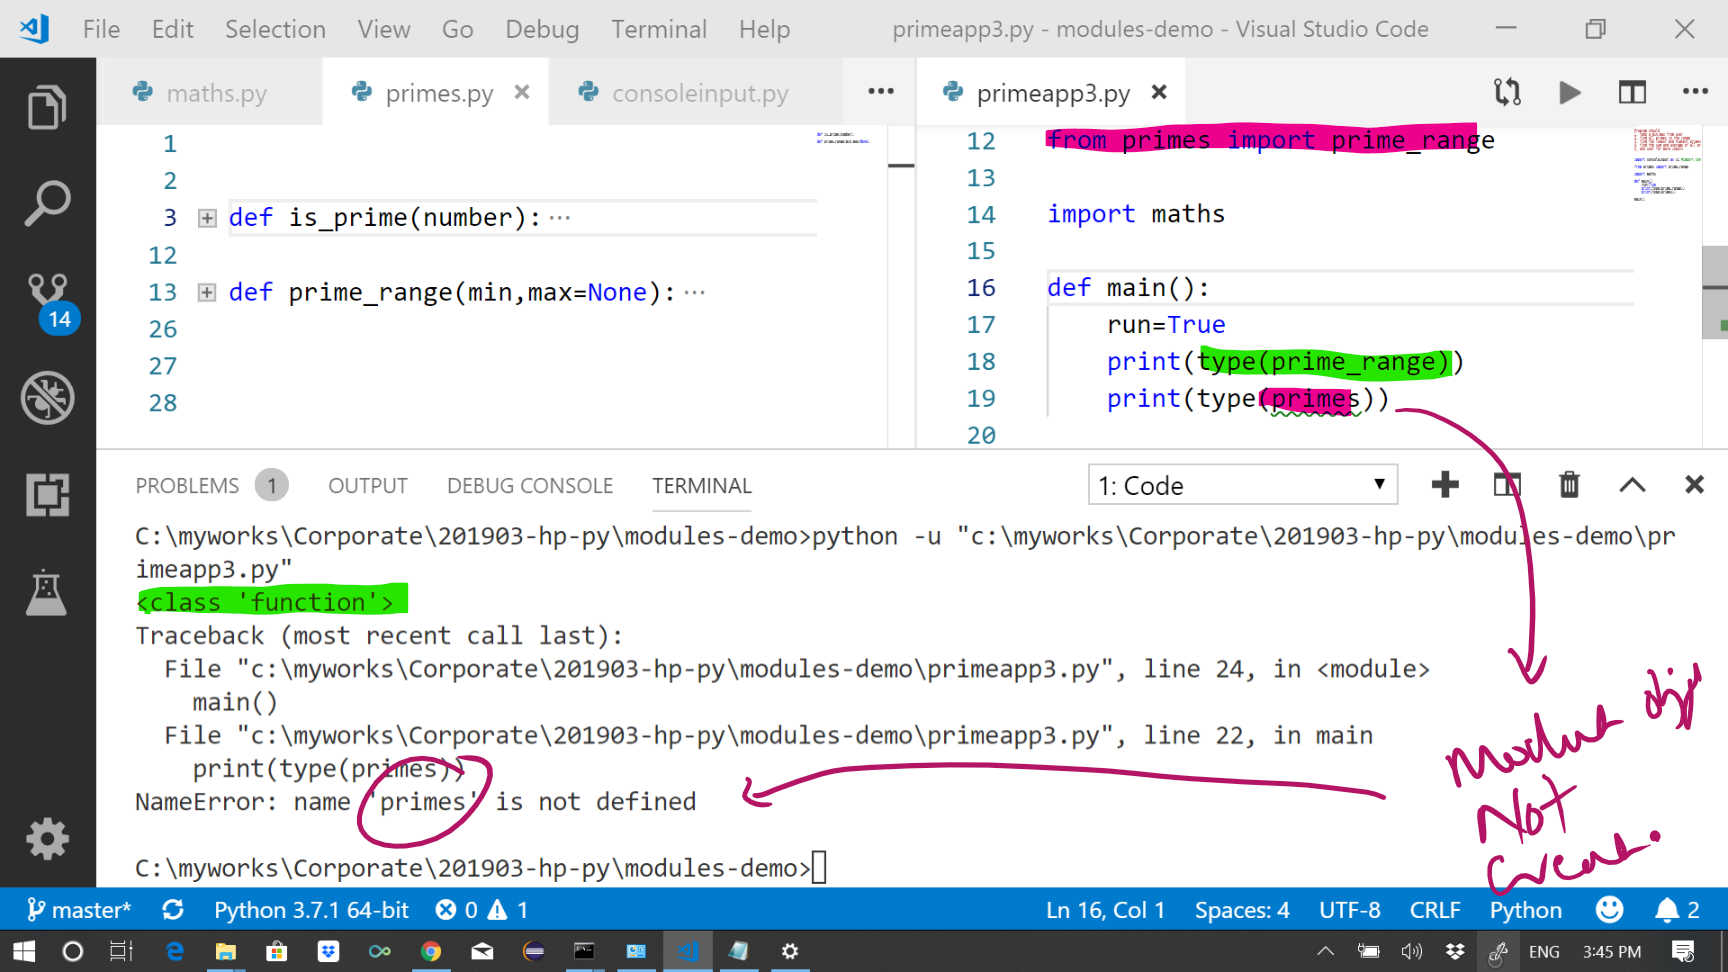 File Edit Selection View Go Debug Terminal Help primeapp3.py - modules-demo - Visual Studio Code
maths.py primes.py consoleinput.py primeapp3.py
1
2
3 def is_prime(number):
12
13 def prime_range(min,max=None):
26
27
28
12 from primes import prime_range
13
14 import maths
15
16 def main():
17 run=True
18 print(type(prime_range))
19 print(type(primes))
20
14
PROBLEMS 1 OUTPUT DEBUG CONSOLE TERMINAL 1: Code
C:\myworks\Corporate\201903-hp-py\modules-demo>python -u "c:\myworks\Corporate\201903-hp-py\modules-demo\pr
imeapp3.py"
<class 'function'>
Traceback (most recent call last):
File "c:\myworks\Corporate\201903-hp-py\modules-demo\primeapp3.py", line 24, in <module>
main()
File "c:\myworks\Corporate\201903-hp-py\modules-demo\primeapp3.py", line 22, in main
print(type(primes))
NameError: name 'primes' is not defined
C:\myworks\Corporate\201903-hp-py\modules-demo>
Module
Not
master* Python 3.7.1 64-bit 0 1 Ln 16, Col 1 Spaces: 4 UTF-8 CRLF Python 2
ENG 3:45 PM